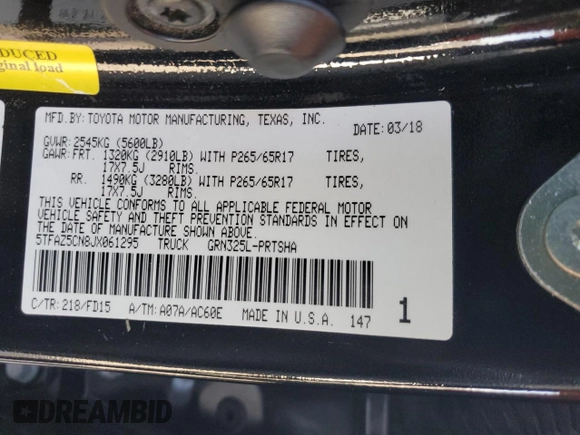 DUCED
ginal load
MFD.BY: TOYOTA MOTOR MANUFACTURING, TEXAS, INC.
DATE: 03/18
GVWR: 2545KG (5600LB)
GAWR: FRT. 1320KG (2910LB) WITH P265/65R17 TIRES,
17X7.5J RIMS.
RR. 1490KG (3280LB) WITH P265/65R17 TIRES,
17X7.5J RIMS.
THIS VEHICLE CONFORMS TO ALL APPLICABLE FEDERAL MOTOR
VEHICLE SAFETY AND THEFT PREVENTION STANDARDS IN EFFECT ON
THE DATE OF MANUFACTURE SHOWN ABOVE.
5TFAZ5CN8JX061295 TRUCK GRN325L-PRTSHA
C/TR: 218/FD15 A/TM: A07A/AC60E MADE IN U.S.A. 147
1
DREAMBID